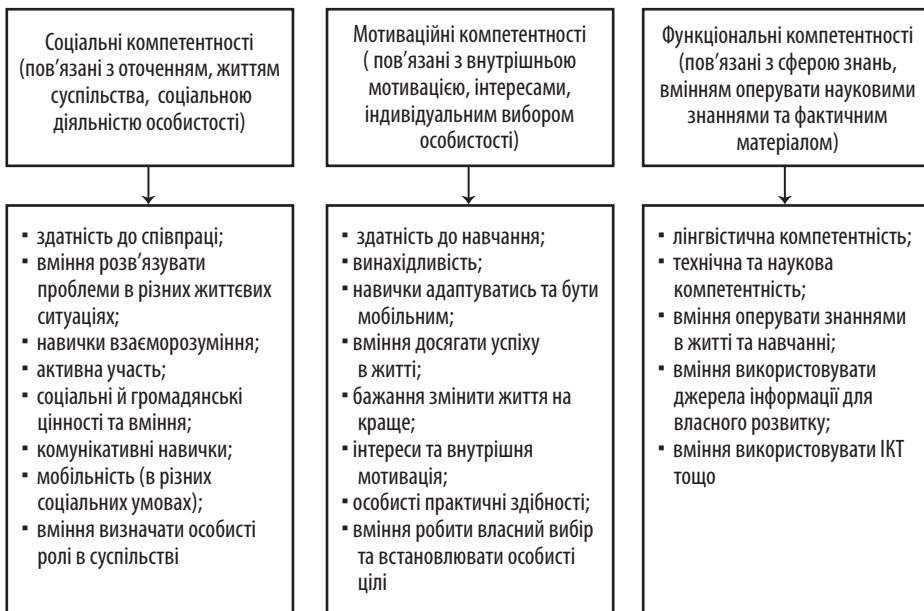 Соціальні компетентності
(пов'язані з оточенням, життям
суспільства, соціальною
діяльністю особистості)
▪ здатність до співпраці;
▪ вміння розв'язувати
проблеми в різних життєвих
ситуаціях;
▪ навички взаєморозуміння;
▪ активна участь;
▪ соціальні й громадянські
цінності та вміння;
▪ комунікативні навички;
▪ мобільність (в різних
соціальних умовах);
▪ вміння визначати особисті
ролі в суспільстві
Мотиваційні компетентності
( пов'язані з внутрішньою
мотивацією, інтересами,
індивідуальним вибором
особистості)
▪ здатність до навчання;
▪ винахідливість;
▪ навички адаптуватись та бути
мобільним;
▪ вміння досягати успіху
в житті;
▪ бажання змінити життя на
краще;
▪ інтереси та внутрішня
мотивація;
▪ особисті практичні здібності;
▪ вміння робити власний вибір
та встановлювати особисті
цілі
Функціональні компетентності
(пов'язані з сферою знань,
вмінням оперувати науковими
знаннями та фактичним
матеріалом)
▪ лінгвістична компетентність;
▪ технічна та наукова
компетентність;
▪ вміння оперувати знаннями
в житті та навчанні;
▪ вміння використовувати
джерела інформації для
власного розвитку;
▪ вміння використовувати ІКТ
тощо